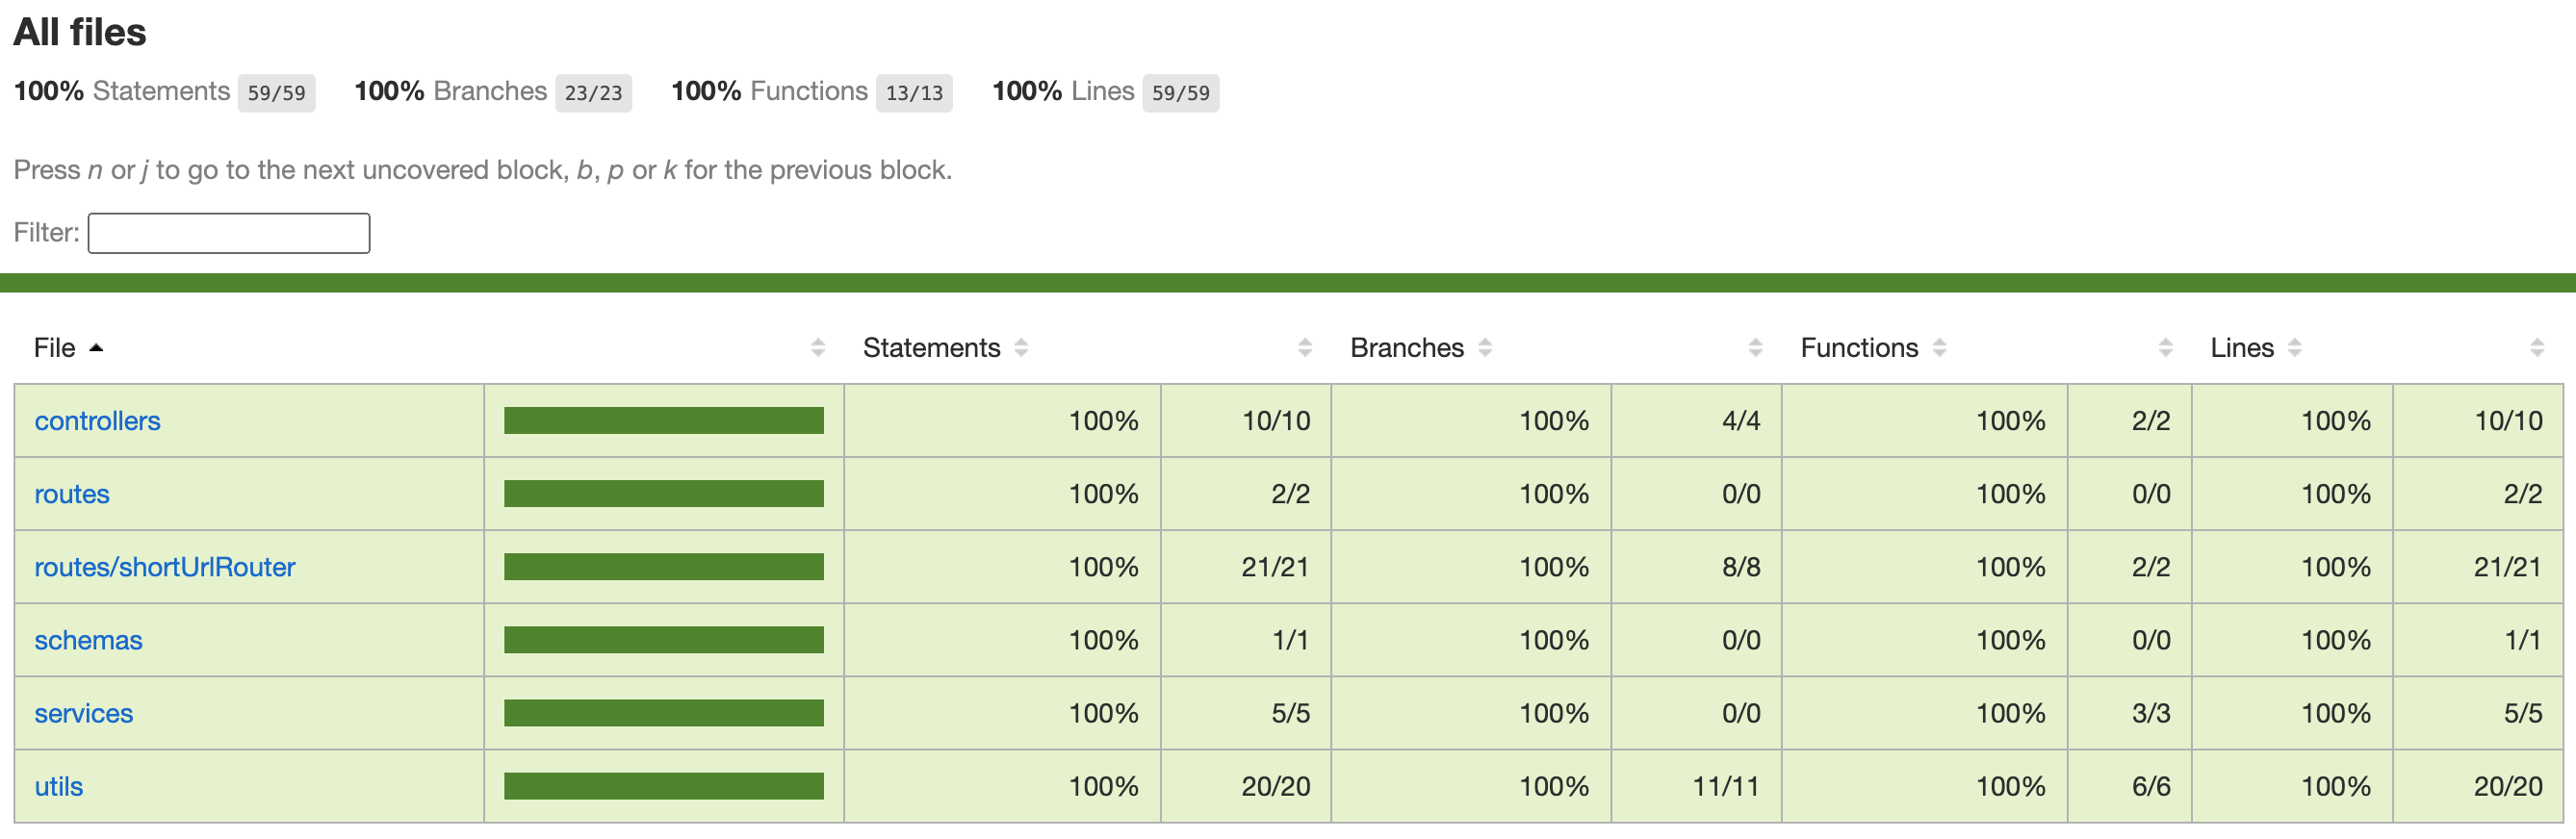 All files
100% Statements 59/59 100% Branches 23/23 100% Functions 13/13 100% Lines 59/59
Press n or j to go to the next uncovered block, b, p or k for the previous block.
Filter:
File Statements Branches Functions Lines
controllers 100% 10/10 100% 4/4 100% 2/2 100% 10/10
routes 100% 2/2 100% 0/0 100% 0/0 100% 2/2
routes/shortUrlRouter 100% 21/21 100% 8/8 100% 2/2 100% 21/21
schemas 100% 1/1 100% 0/0 100% 0/0 100% 1/1
services 100% 5/5 100% 0/0 100% 3/3 100% 5/5
utils 100% 20/20 100% 11/11 100% 6/6 100% 20/20